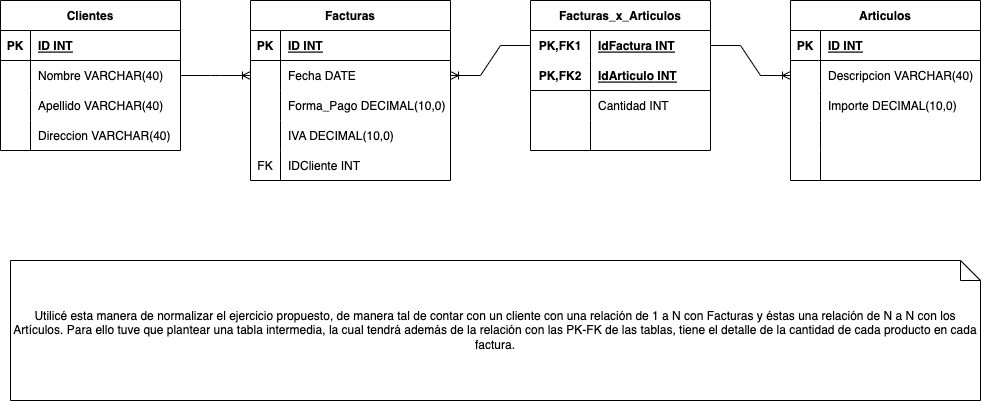 Clientes
PK ID INT
Nombre VARCHAR(40)
Apellido VARCHAR(40)
Direccion VARCHAR(40)
Facturas
PK ID INT
Fecha DATE
Forma_Pago DECIMAL(10,0)
IVA DECIMAL(10,0)
FK IDCliente INT
Facturas_x_Articulos
PK,FK1 IdFactura INT
PK,FK2 IdArticulo INT
Cantidad INT
Articulos
PK ID INT
Descripcion VARCHAR(40)
Importe DECIMAL(10,0)
Utilicé esta manera de normalizar el ejercicio propuesto, de manera tal de contar con un cliente con una relación de 1 a N con Facturas y éstas una relación de N a N con los
Artículos. Para ello tuve que plantear una tabla intermedia, la cual tendrá además de la relación con las PK-FK de las tablas, tiene el detalle de la cantidad de cada producto en cada
factura.